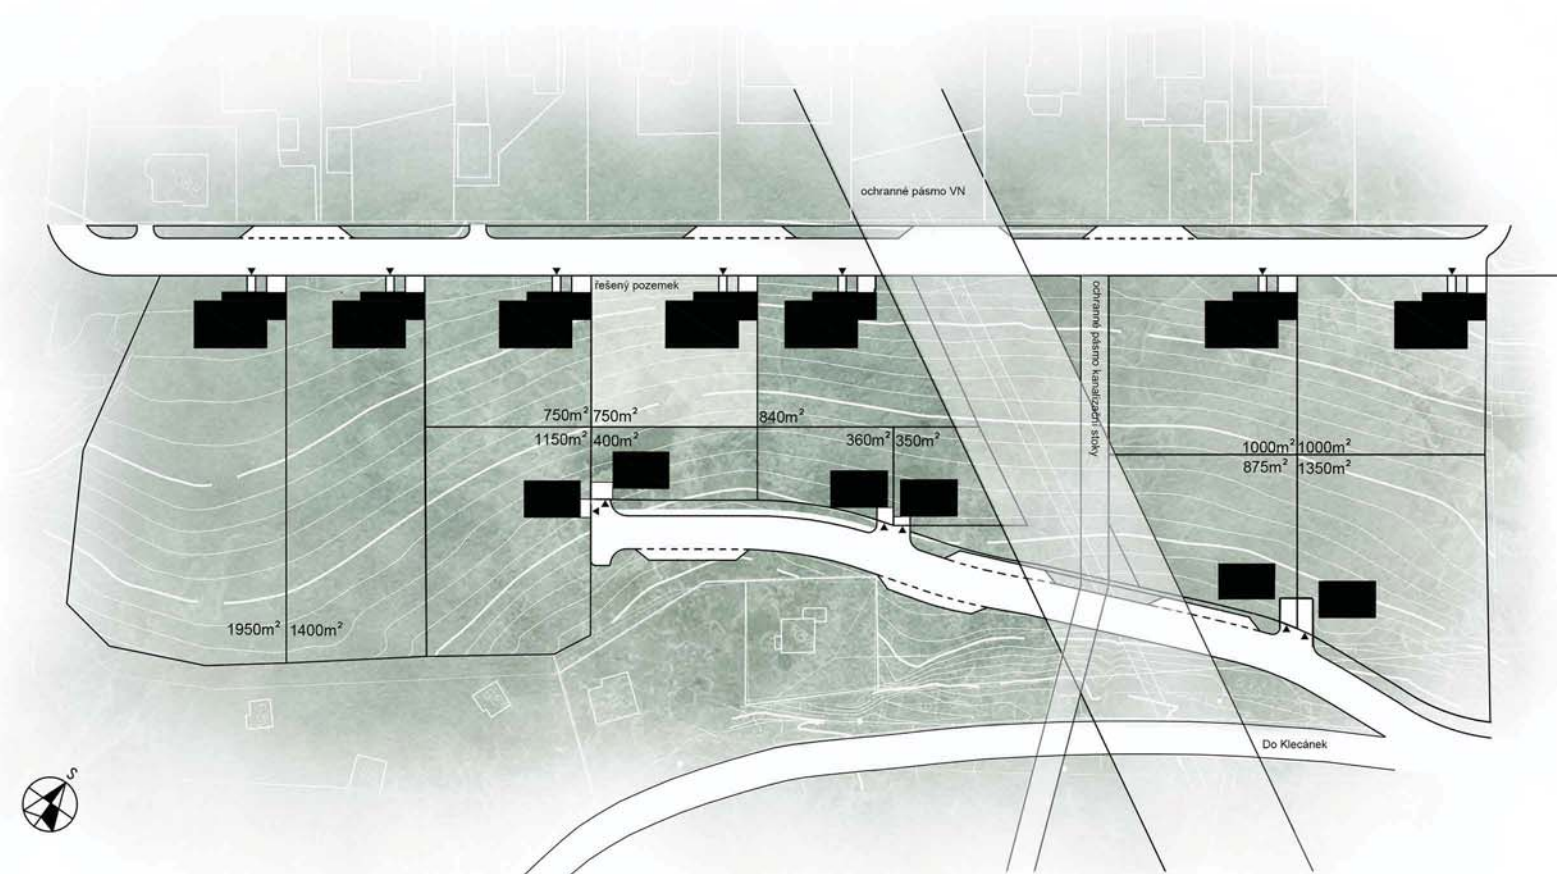 ochranné pásmo VN
řešený pozemek
ochranné pásmo kanalizační stoky
750m² 750m²
840m²
1150m² 400m²
360m² 350m²
1000m² 1000m²
875m² 1350m²
1950m² 1400m²
Do Klecánek
S